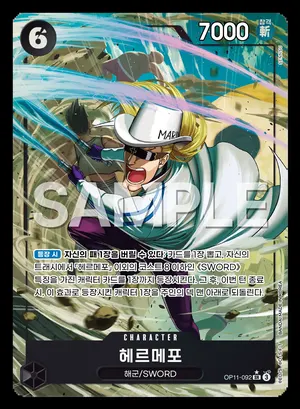 6
7000
참격
斬
MARINE
SAMPLE
등장 시 자신의 패 1장을 버릴 수 있다: 카드를 1장 뽑고, 자신의
트래시에서 「헤르메포」 이외의 코스트 8 이하인 《SWORD》
특징을 가진 캐릭터 카드를 1장까지 등장시킨다. 그 후, 이번 턴 종료
시, 이 효과로 등장시킨 캐릭터 1장을 주인의 덱 맨 아래로 되돌린다.
CHARACTER
헤르메포
해군/SWORD
OP11-092 SR 3